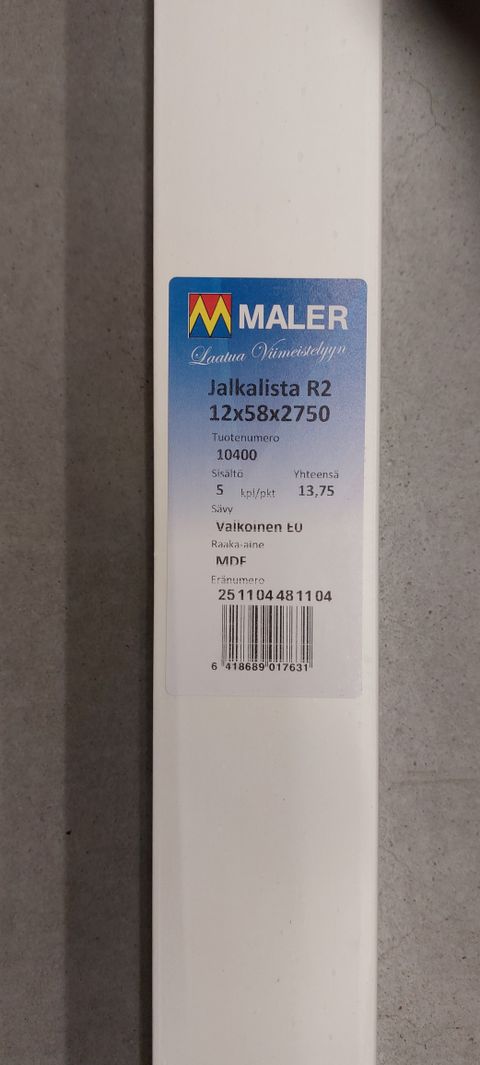 MALER
Laatua Viimeistelyyn
Jalkalista R2
12x58x2750
Tuotenumero
10400
Sisältö Yhteensä
5 kpl/pkt 13,75
Sävy
Valkoinen E0
Raaka-aine
MDF
Eränumero
25 11 04 48 11 04
6 418689 017631